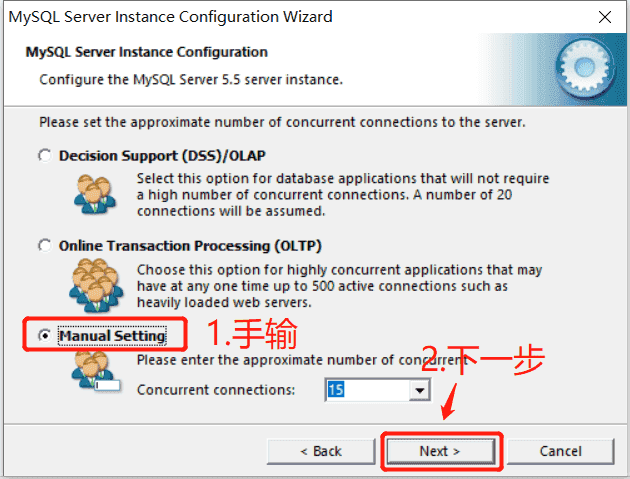 MySQL Server Instance Configuration Wizard
MySQL Server Instance Configuration
Configure the MySQL Server 5.5 server instance.
Please set the approximate number of concurrent connections to the server.
Decision Support (DSS)/OLAP
Select this option for database applications that will not require
a high number of concurrent connections. A number of 20
connections will be assumed.
Online Transaction Processing (OLTP)
Choose this option for highly concurrent applications that may
have at any one time up to 500 active connections such as
heavily loaded web servers.
Manual Setting
1.手输
Please enter the approximate number of concurrent
2.下一步
Concurrent connections:
15
< Back
Next >
Cancel